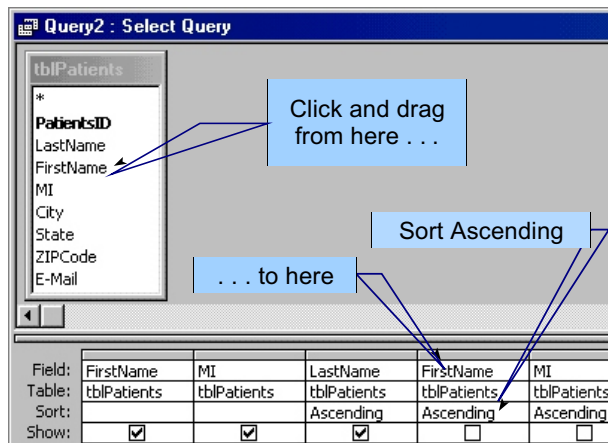 Query2 : Select Query
tblPatients
*
PatientsID
LastName
FirstName
MI
City
State
ZIPCode
E-Mail
Click and drag
from here . . .
Sort Ascending
. . . to here
Field: FirstName MI LastName FirstName MI
Table: tblPatients tblPatients tblPatients tblPatients tblPatients
Sort: Ascending Ascending Ascending
Show: